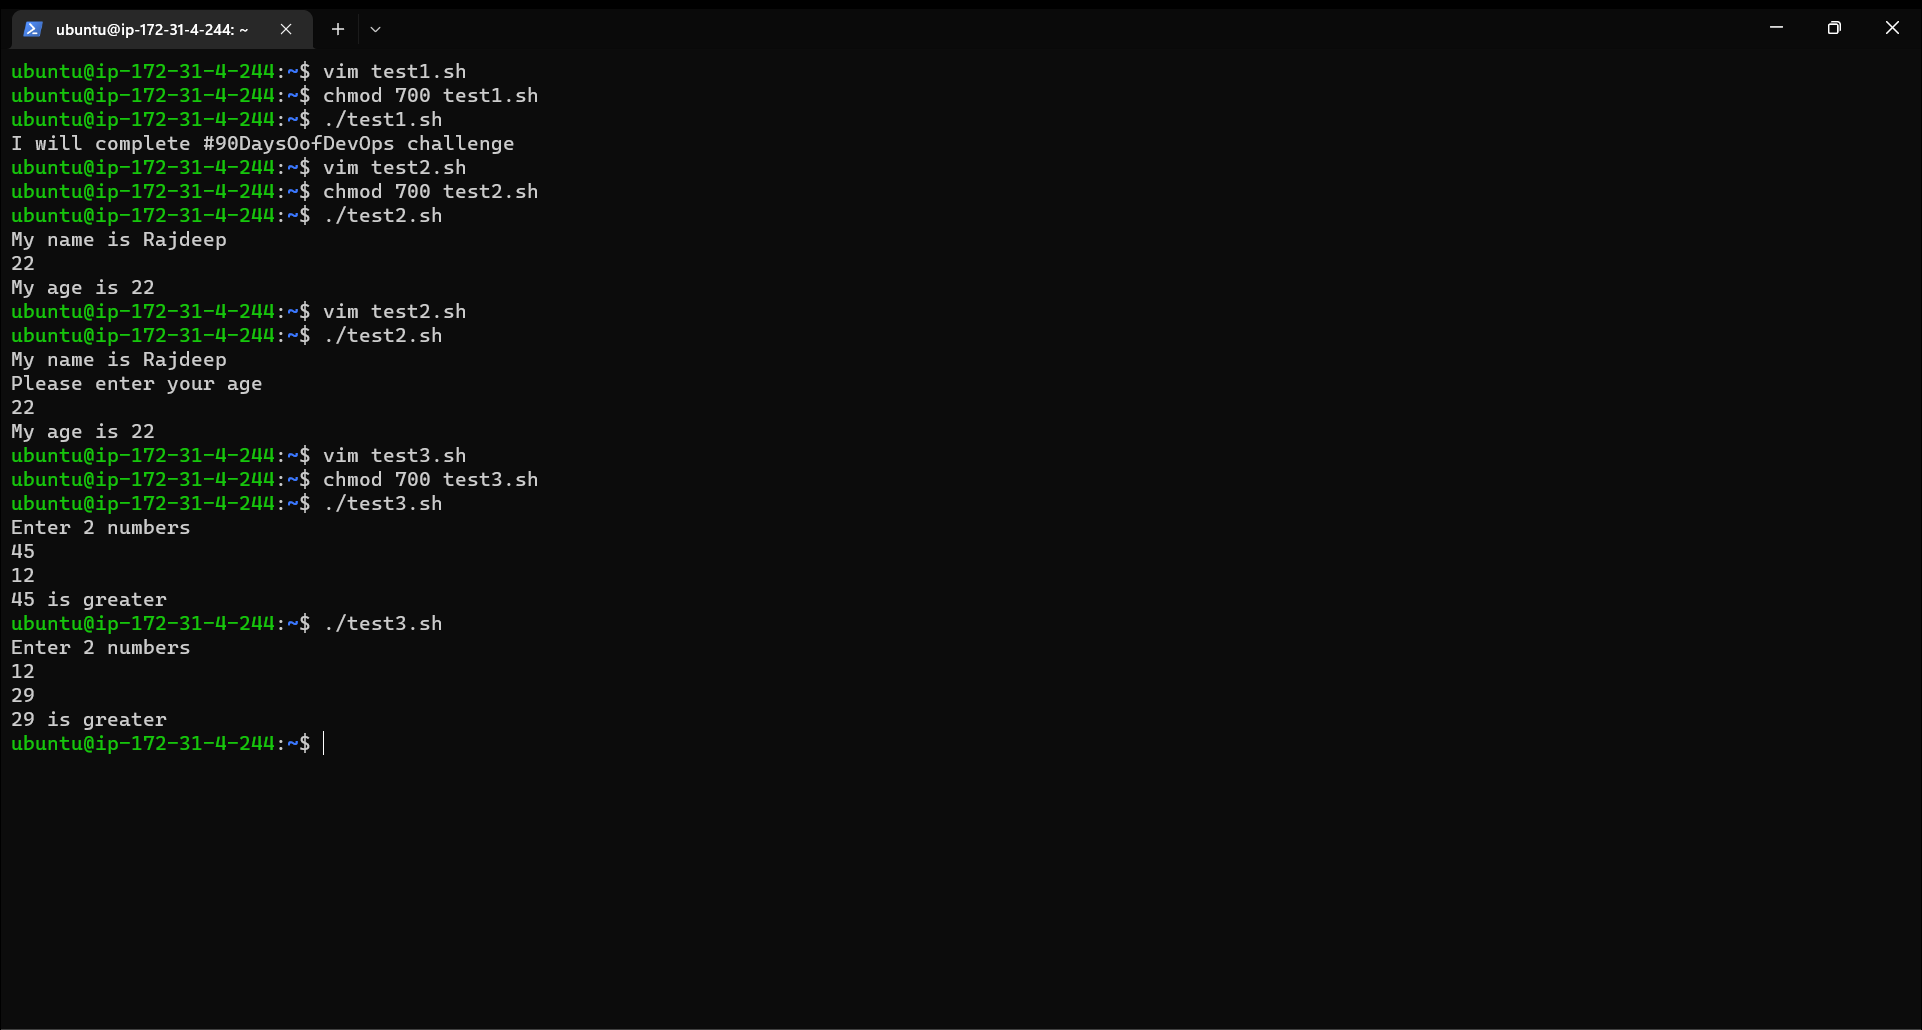 ubuntu@ip-172-31-4-244: ~
ubuntu@ip-172-31-4-244:~$ vim test1.sh
ubuntu@ip-172-31-4-244:~$ chmod 700 test1.sh
ubuntu@ip-172-31-4-244:~$ ./test1.sh
I will complete #90DaysOofDevOps challenge
ubuntu@ip-172-31-4-244:~$ vim test2.sh
ubuntu@ip-172-31-4-244:~$ chmod 700 test2.sh
ubuntu@ip-172-31-4-244:~$ ./test2.sh
My name is Rajdeep
22
My age is 22
ubuntu@ip-172-31-4-244:~$ vim test2.sh
ubuntu@ip-172-31-4-244:~$ ./test2.sh
My name is Rajdeep
Please enter your age
22
My age is 22
ubuntu@ip-172-31-4-244:~$ vim test3.sh
ubuntu@ip-172-31-4-244:~$ chmod 700 test3.sh
ubuntu@ip-172-31-4-244:~$ ./test3.sh
Enter 2 numbers
45
12
45 is greater
ubuntu@ip-172-31-4-244:~$ ./test3.sh
Enter 2 numbers
12
29
29 is greater
ubuntu@ip-172-31-4-244:~$